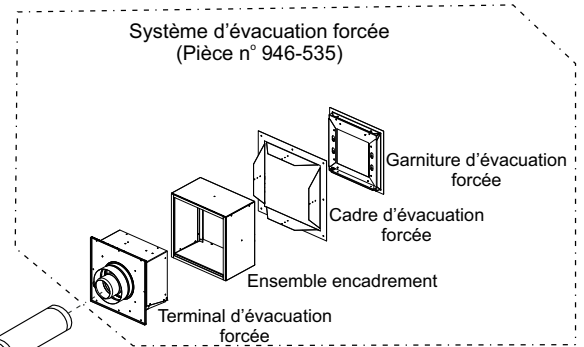 Système d'évacuation forcée
(Pièce n° 946-535)
Garniture d'évacuation
forcée
Cadre d'évacuation
forcée
Ensemble encadrement
Terminal d'évacuation
forcée